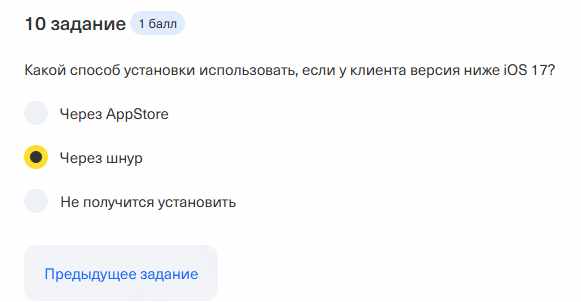 10 задание 1 балл
Какой способ установки использовать, если у клиента версия ниже iOS 17?
Через AppStore
Через шнур
Не получится установить
Предыдущее задание